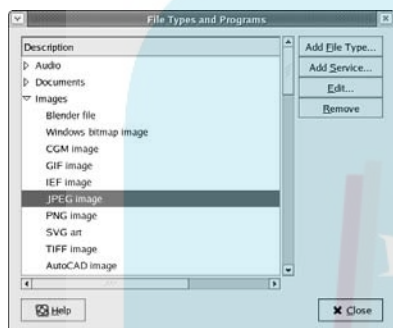 File Types and Programs
Description
Audio
Documents
Images
Blender file
Windows bitmap image
CGM image
GIF image
IEF image
JPEG image
PNG image
SVG art
TIFF image
AutoCAD image
Add File Type...
Add Service...
Edit...
Remove
Help
Close